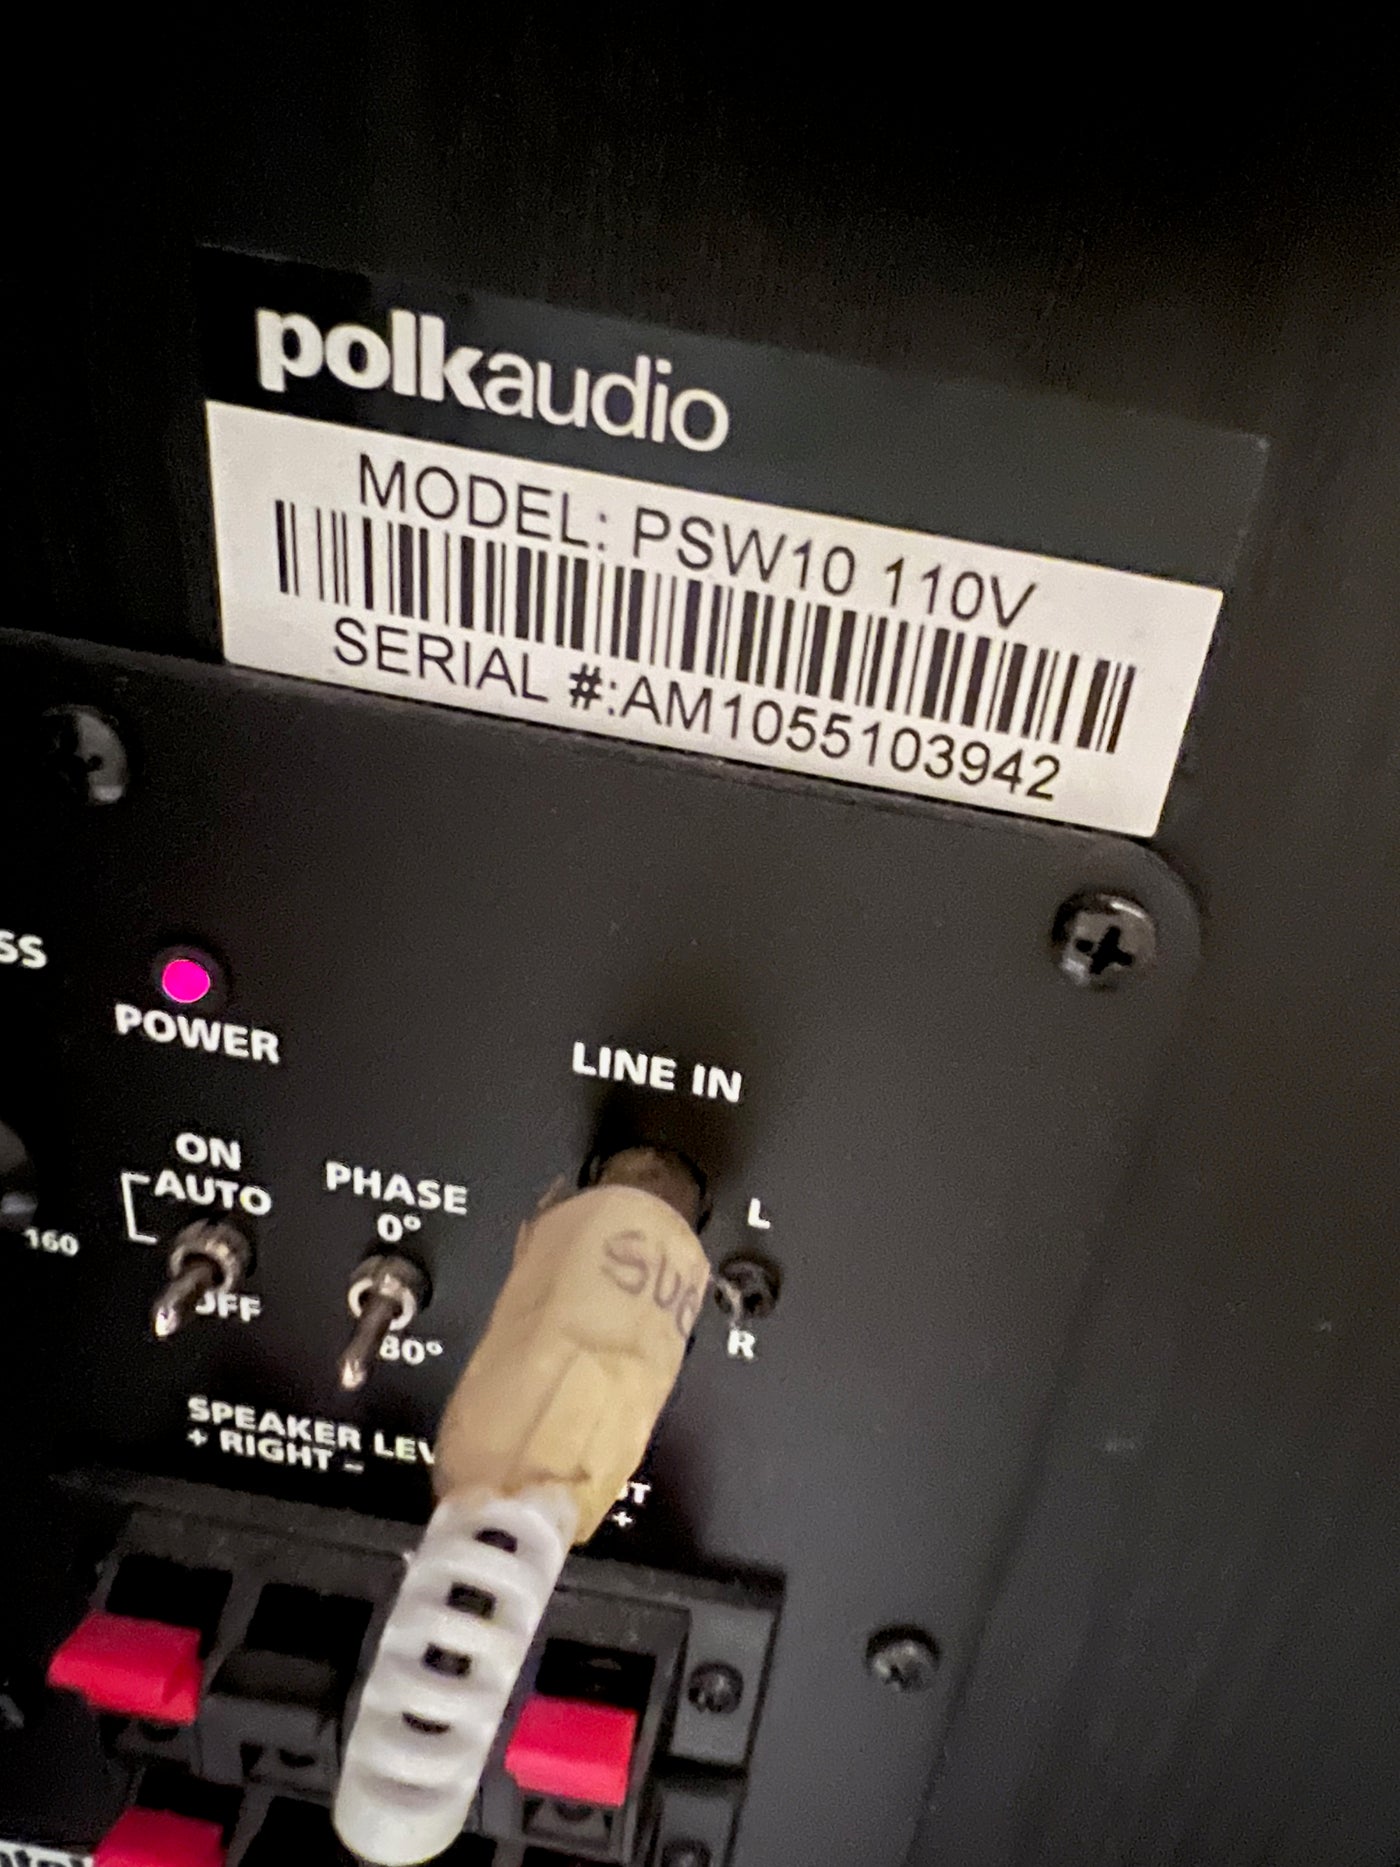 polkaudio
MODEL: PSW10 110V
SERIAL #:AM1055103942
SS
POWER
LINE IN
ON
AUTO
OFF
PHASE
0°
80°
160
L
R
SUB
SPEAKER LEV
+ RIGHT –
+